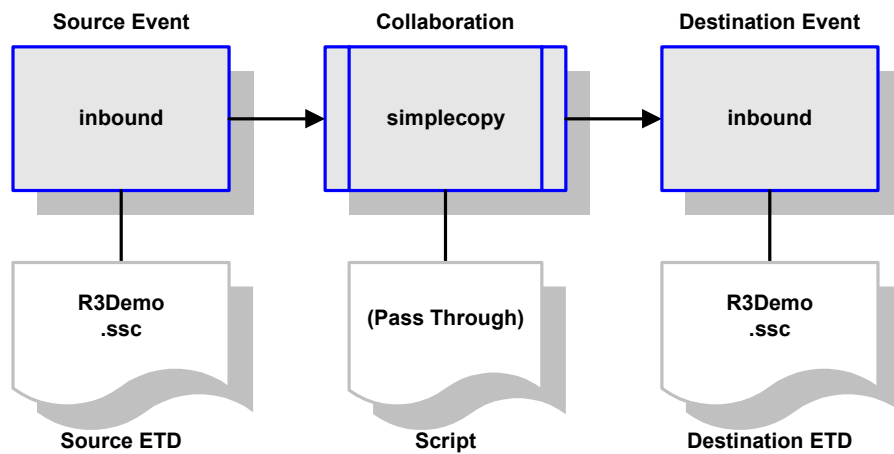 Source Event
Collaboration
Destination Event
inbound
simplecopy
inbound
R3Demo
.ssc
(Pass Through)
R3Demo
.ssc
Source ETD
Script
Destination ETD